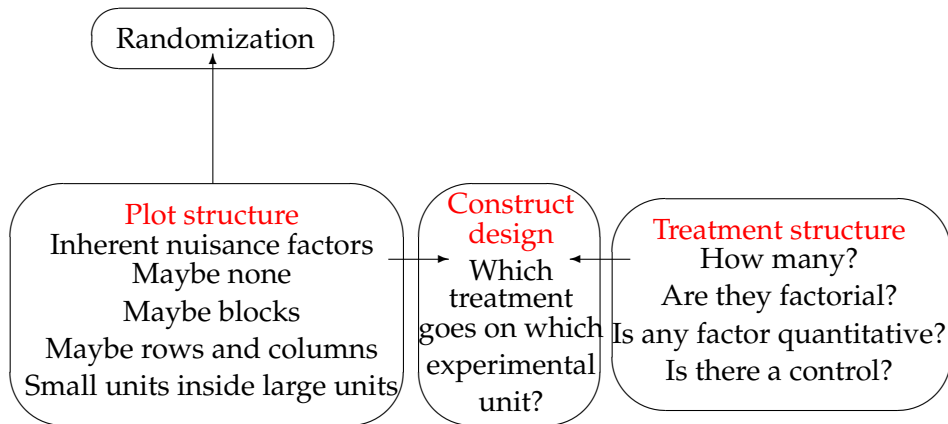 Randomization
Plot structure
Inherent nuisance factors
Maybe none
Maybe blocks
Maybe rows and columns
Small units inside large units
Construct
design
Which
treatment
goes on which
experimental
unit?
Treatment structure
How many?
Are they factorial?
Is any factor quantitative?
Is there a control?